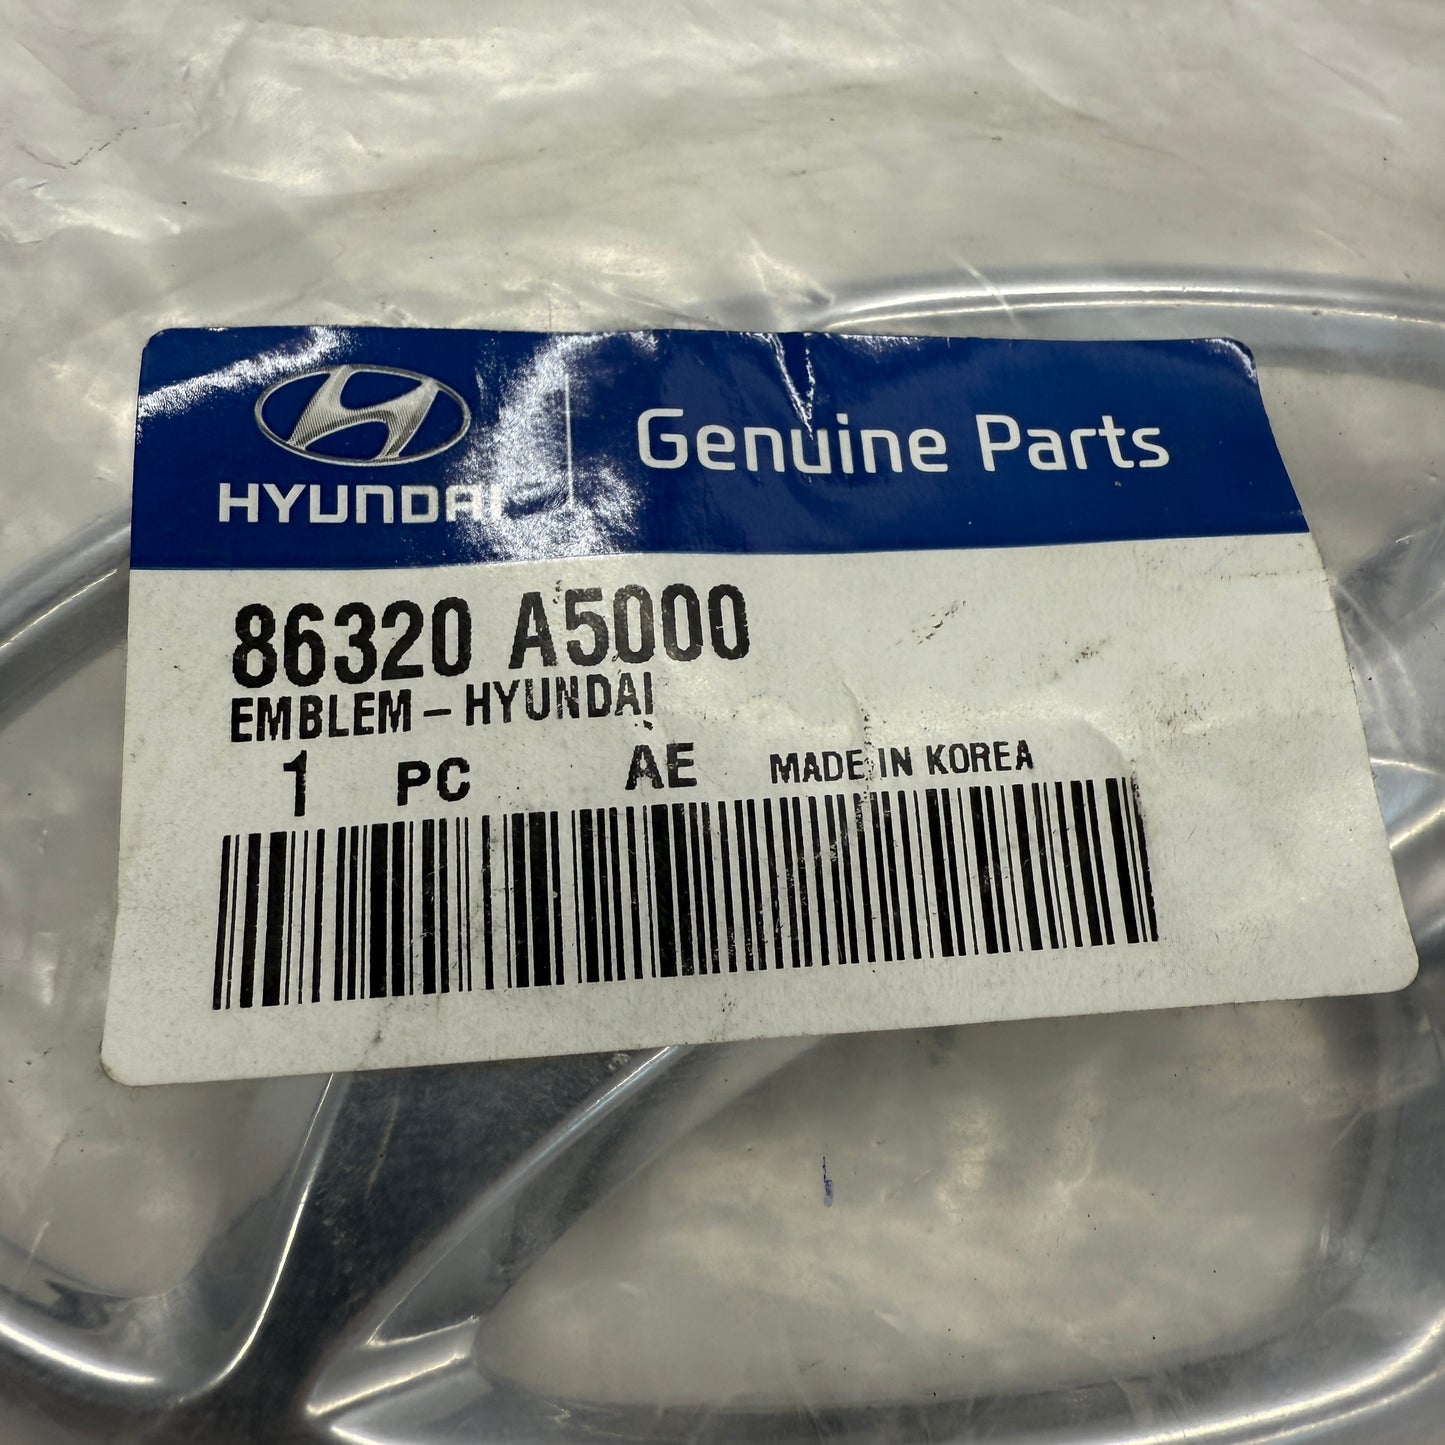 HYUNDAI
Genuine Parts
86320 A5000
EMBLEM-HYUNDAI
1 PC AE MADE IN KOREA